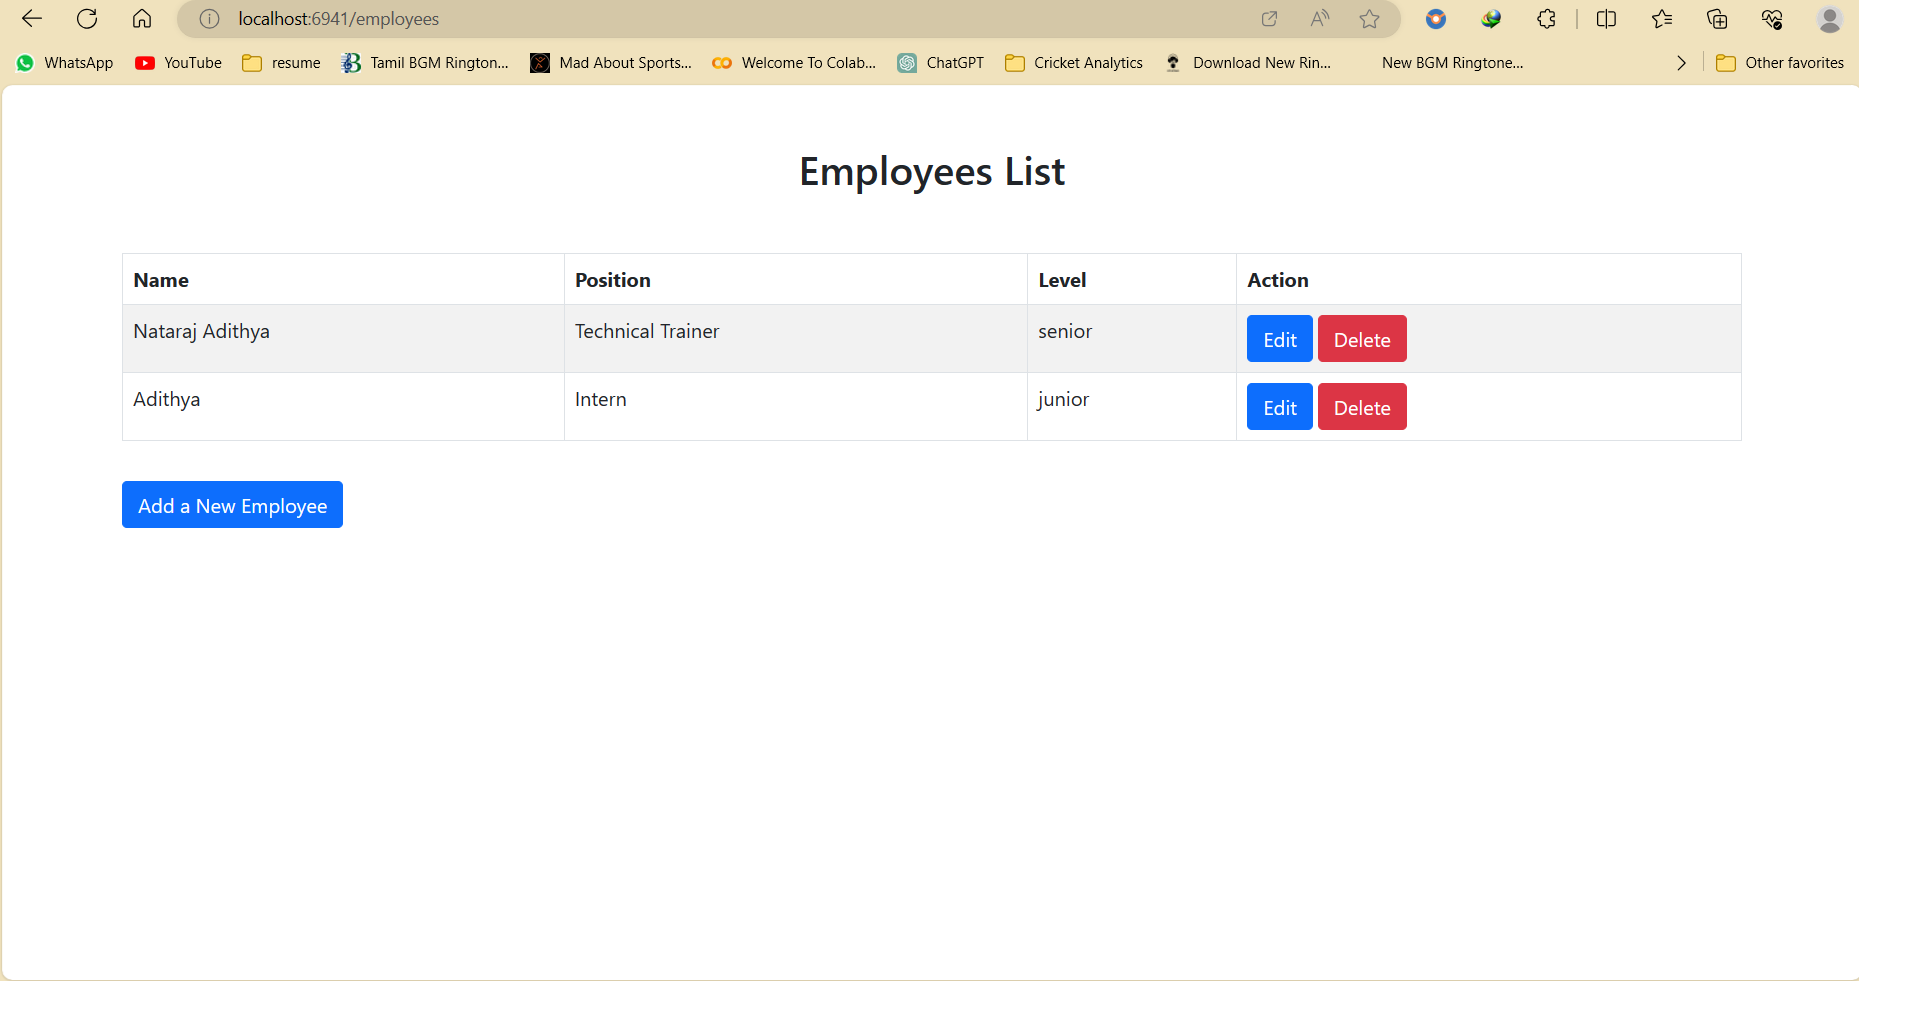 localhost:6941/employees
WhatsApp YouTube resume Tamil BGM Rington... Mad About Sports... Welcome To Colab... ChatGPT Cricket Analytics Download New Rin... New BGM Ringtone... Other favorites
Employees List
Name Position Level Action
Nataraj Adithya Technical Trainer senior Edit Delete
Adithya Intern junior Edit Delete
Add a New Employee